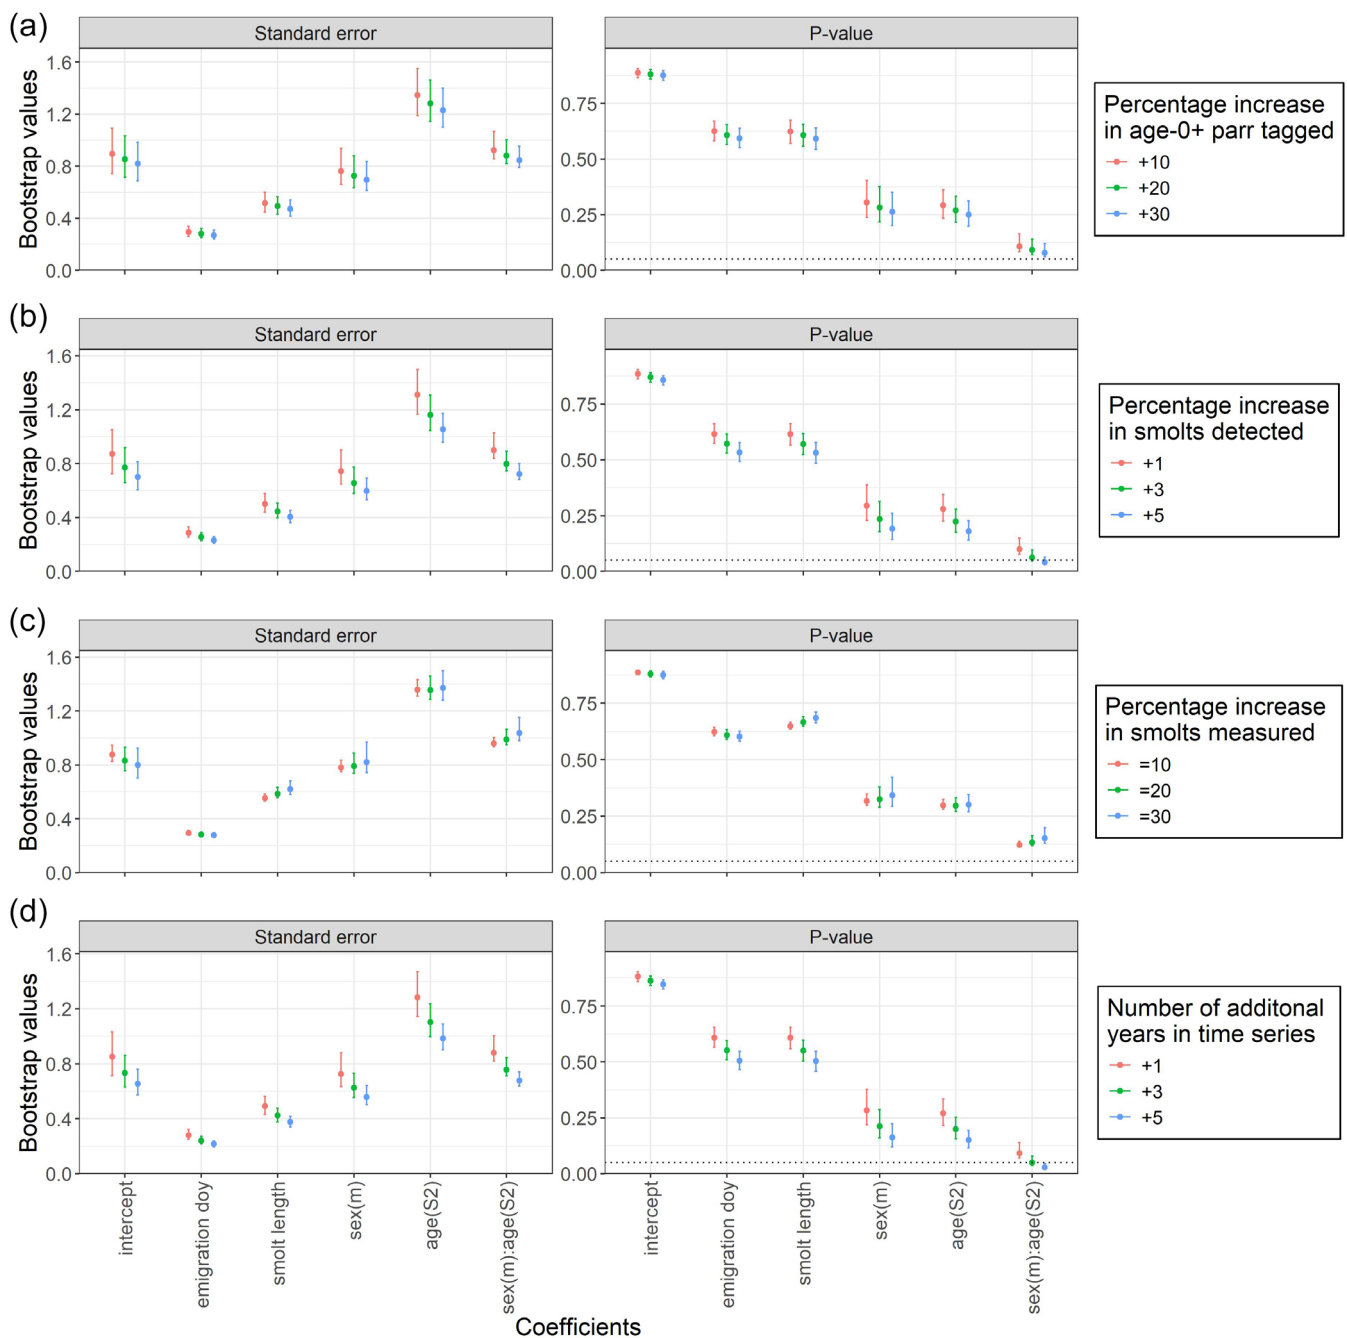 (a)
Standard error
P-value
Bootstrap values
1.6
1.2
0.8
0.4
0.0
0.75
0.50
0.25
0.00
Percentage increase
in age-0+ parr tagged
+10
+20
+30
(b)
Standard error
P-value
Bootstrap values
1.6
1.2
0.8
0.4
0.0
0.75
0.50
0.25
0.00
Percentage increase
in smolts detected
+1
+3
+5
(c)
Standard error
P-value
Bootstrap values
1.6
1.2
0.8
0.4
0.0
0.75
0.50
0.25
0.00
Percentage increase
in smolts measured
=10
=20
=30
(d)
Standard error
P-value
Bootstrap values
1.6
1.2
0.8
0.4
0.0
0.75
0.50
0.25
0.00
Number of additonal
years in time series
+1
+3
+5
intercept
emigration doy
smolt length
sex(m)
age(S2)
sex(m):age(S2)
intercept
emigration doy
smolt length
sex(m)
age(S2)
sex(m):age(S2)
Coefficients